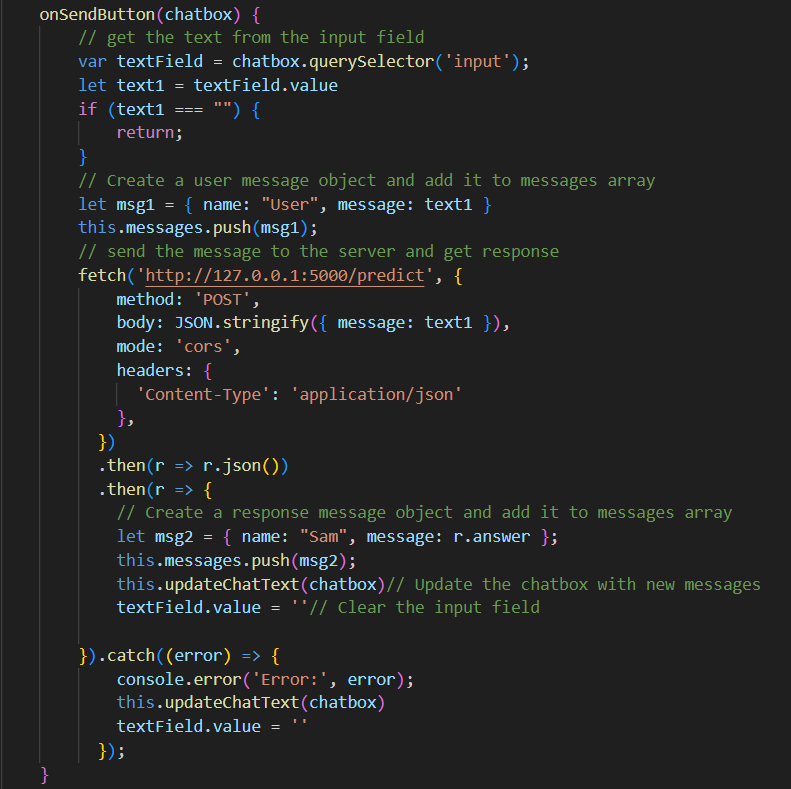 onSendButton(chatbox) {
// get the text from the input field
var textField = chatbox.querySelector('input');
let text1 = textField.value
if (text1 === "") {
return;
}
// Create a user message object and add it to messages array
let msg1 = { name: "User", message: text1 }
this.messages.push(msg1);
// send the message to the server and get response
fetch('http://127.0.0.1:5000/predict', {
method: 'POST',
body: JSON.stringify({ message: text1 }),
mode: 'cors',
headers: {
'Content-Type': 'application/json'
},
})
.then(r => r.json())
.then(r => {
// Create a response message object and add it to messages array
let msg2 = { name: "Sam", message: r.answer };
this.messages.push(msg2);
this.updateChatText(chatbox)// Update the chatbox with new messages
textField.value = ''// Clear the input field
}).catch((error) => {
console.error('Error:', error);
this.updateChatText(chatbox)
textField.value = ''
});
}